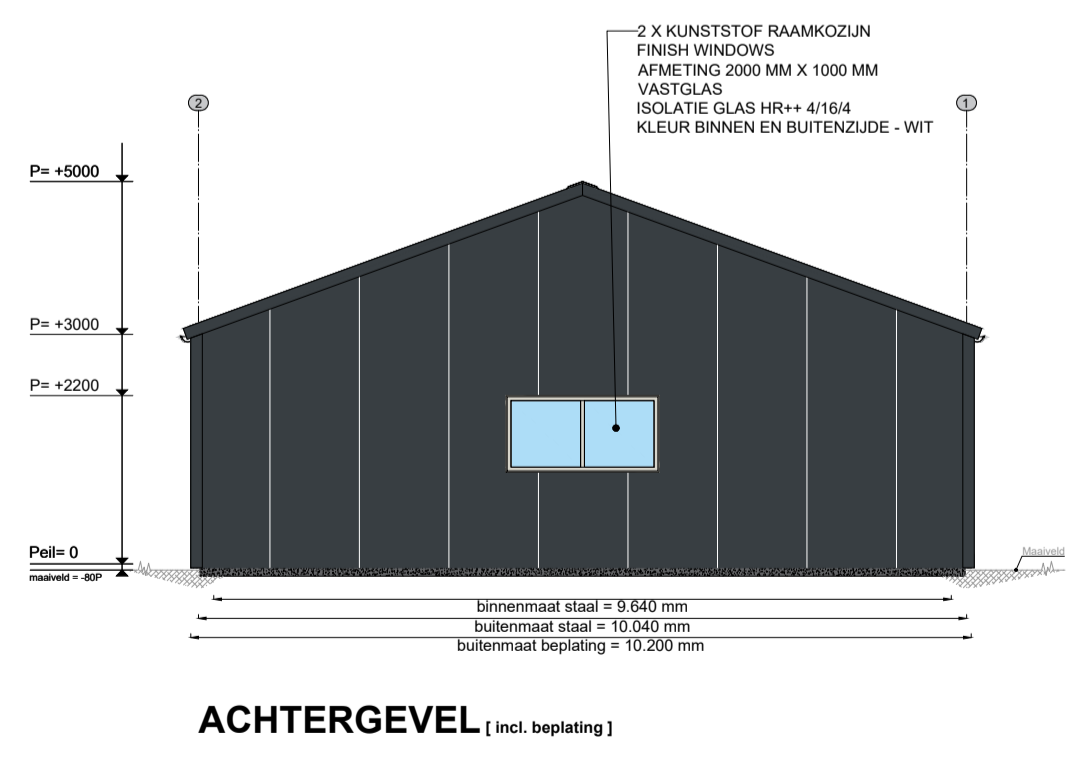 2 X KUNSTSTOF RAAMKOZIJN
FINISH WINDOWS
AFMETING 2000 MM X 1000 MM
VASTGLAS
ISOLATIE GLAS HR++ 4/16/4
KLEUR BINNEN EN BUITENZIJDE - WIT
2
1
P= +5000
P= +3000
P= +2200
Peil= 0
maaiveld = -80P
Maaiveld
binnenmaat staal = 9.640 mm
buitenmaat staal = 10.040 mm
buitenmaat beplating = 10.200 mm
ACHTERGEVEL [ incl. beplating ]